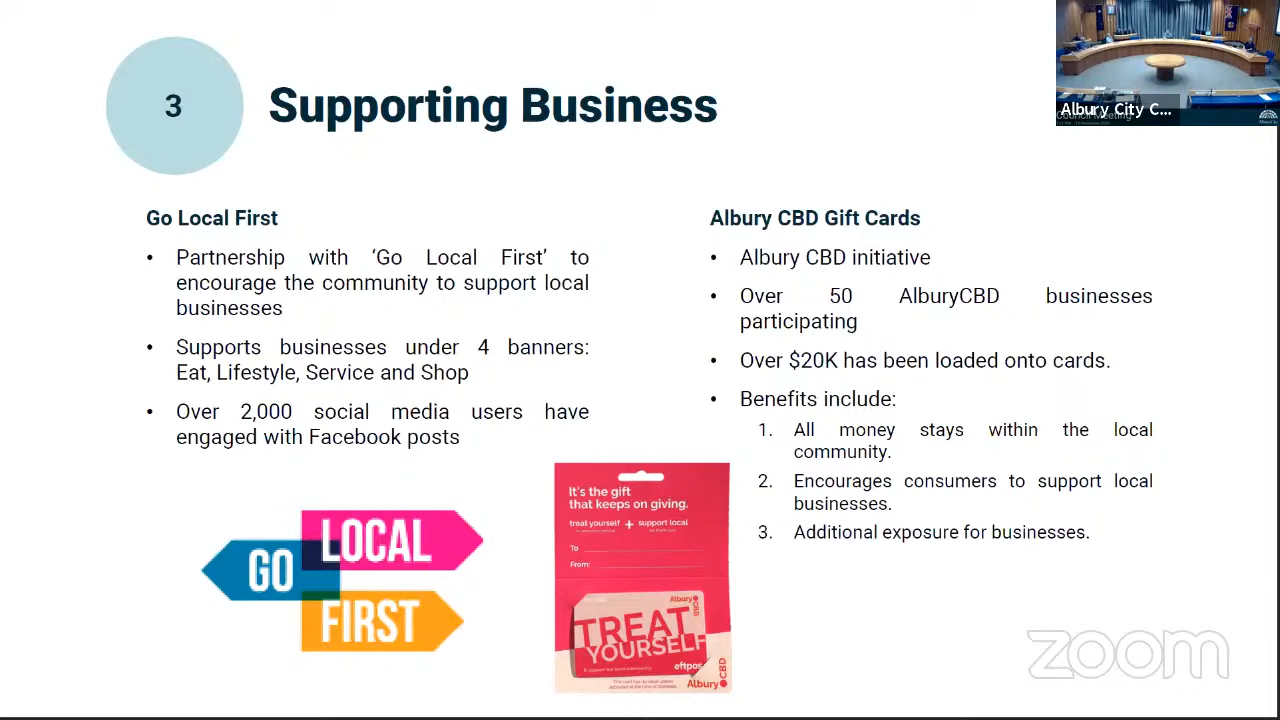 3
Supporting Business
Albury City C...
Council Meeting
Go Local First
• Partnership with ‘Go Local First’ to
encourage the community to support local
businesses
• Supports businesses under 4 banners:
Eat, Lifestyle, Service and Shop
• Over 2,000 social media users have
engaged with Facebook posts
GO
LOCAL
FIRST
Albury CBD Gift Cards
• Albury CBD initiative
• Over 50 AlburyCBD businesses
participating
• Over $20K has been loaded onto cards.
• Benefits include:
1. All money stays within the local
community.
2. Encourages consumers to support local
businesses.
3. Additional exposure for businesses.
It's the gift
that keeps on giving.
treat yourself + support local
To
From:
Albury CBD
TREAT
YOURSELF
eftpos
Albury CBD
zoom